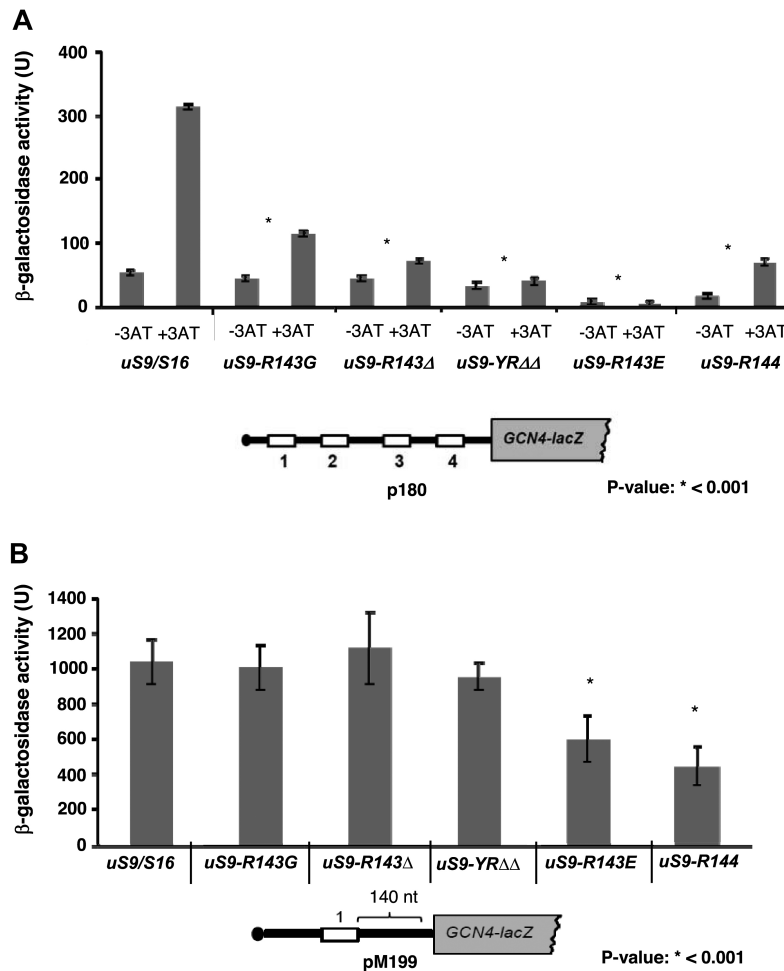 A
β-galactosidase activity (U)
400
300
200
100
0
-3AT +3AT -3AT +3AT -3AT +3AT -3AT +3AT -3AT +3AT -3AT +3AT
uS9/S16 uS9-R143G uS9-R143Δ uS9-YRΔΔ uS9-R143E uS9-R144
* * * * *
GCN4-lacZ
1 2 3 4
p180
P-value: * < 0.001
B
β-galactosidase activity (U)
1400
1200
1000
800
600
400
200
0
* *
uS9/S16 uS9-R143G uS9-R143Δ uS9-YRΔΔ uS9-R143E uS9-R144
140 nt
1
GCN4-lacZ
pM199
P-value: * < 0.001